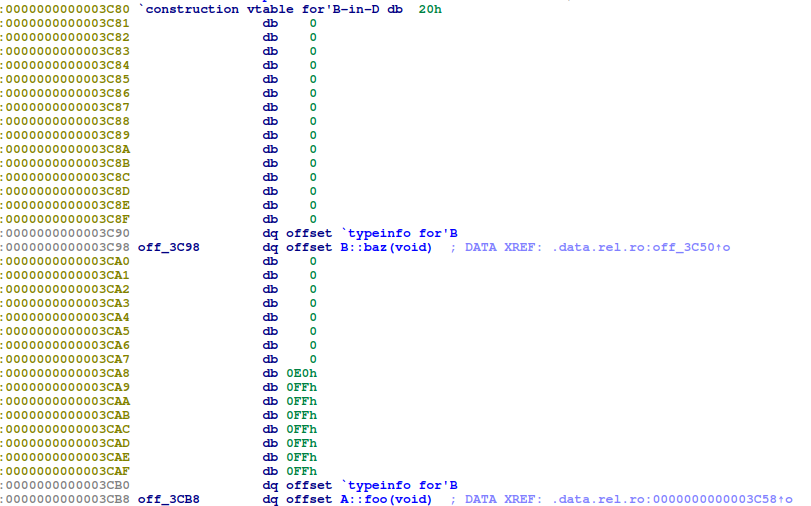 :0000000000003C80 `construction vtable for'B-in-D db  20h
:0000000000003C81                 db    0
:0000000000003C82                 db    0
:0000000000003C83                 db    0
:0000000000003C84                 db    0
:0000000000003C85                 db    0
:0000000000003C86                 db    0
:0000000000003C87                 db    0
:0000000000003C88                 db    0
:0000000000003C89                 db    0
:0000000000003C8A                 db    0
:0000000000003C8B                 db    0
:0000000000003C8C                 db    0
:0000000000003C8D                 db    0
:0000000000003C8E                 db    0
:0000000000003C8F                 db    0
:0000000000003C90                 dq offset `typeinfo for'B
:0000000000003C98 off_3C98        dq offset B::baz(void)  ; DATA XREF: .data.rel.ro:off_3C50↑o
:0000000000003CA0                 db    0
:0000000000003CA1                 db    0
:0000000000003CA2                 db    0
:0000000000003CA3                 db    0
:0000000000003CA4                 db    0
:0000000000003CA5                 db    0
:0000000000003CA6                 db    0
:0000000000003CA7                 db    0
:0000000000003CA8                 db 0E0h
:0000000000003CA9                 db 0FFh
:0000000000003CAA                 db 0FFh
:0000000000003CAB                 db 0FFh
:0000000000003CAC                 db 0FFh
:0000000000003CAD                 db 0FFh
:0000000000003CAE                 db 0FFh
:0000000000003CAF                 db 0FFh
:0000000000003CB0                 dq offset `typeinfo for'B
:0000000000003CB8 off_3CB8        dq offset A::foo(void)  ; DATA XREF: .data.rel.ro:0000000000003C58↑o